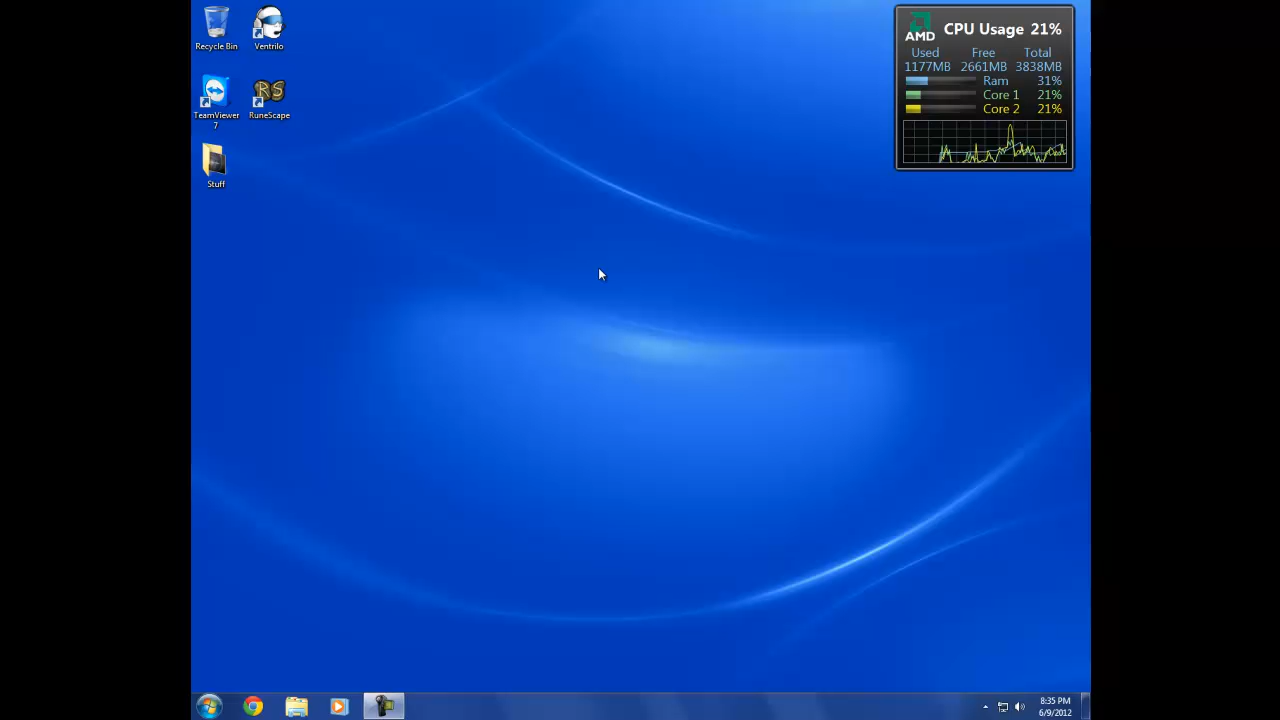 Recycle Bin
Ventrilo
TeamViewer
7
RS
RuneScape
Stuff
AMD
CPU Usage 21%
Used Free Total
1177MB 2661MB 3838MB
Ram 31%
Core 1 21%
Core 2 21%
8:35 PM
6/9/2012